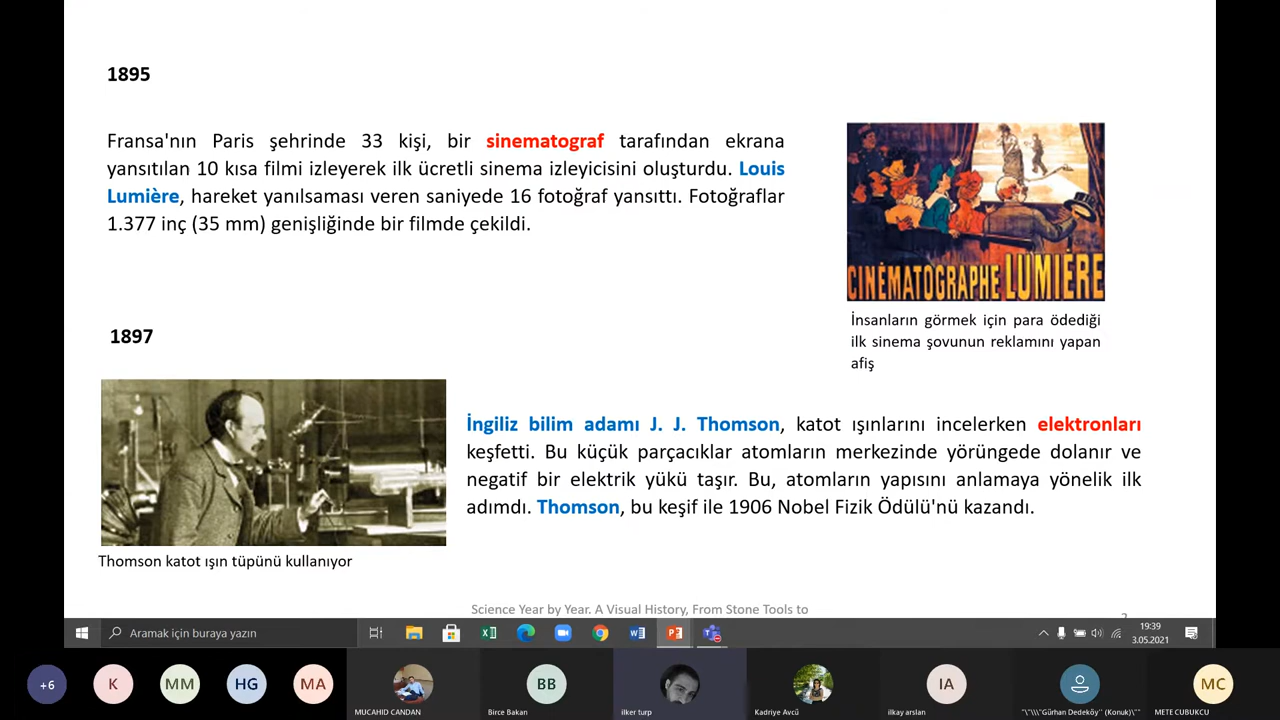 1895
Fransa'nın Paris şehrinde 33 kişi, bir sinematograf tarafından ekrana
yansıtılan 10 kısa filmi izleyerek ilk ücretli sinema izleyicisini oluşturdu. Louis
Lumière, hareket yanılsaması veren saniyede 16 fotoğraf yansıttı. Fotoğraflar
1.377 inç (35 mm) genişliğinde bir filmde çekildi.
CINÉMATOGRAPHE LUMIÈRE
İnsanların görmek için para ödediği
ilk sinema şovunun reklamını yapan
afiş
1897
İngiliz bilim adamı J. J. Thomson, katot ışınlarını incelerken elektronları
keşfetti. Bu küçük parçacıklar atomların merkezinde yörüngede dolanır ve
negatif bir elektrik yükü taşır. Bu, atomların yapısını anlamaya yönelik ilk
adımdı. Thomson, bu keşif ile 1906 Nobel Fizik Ödülü'nü kazandı.
Thomson katot ışın tüpünü kullanıyor
Science Year by Year. A Visual History, From Stone Tools to
Aramak için buraya yazın
19:39
3.05.2021
+6 K MM HG MA BB IA MC
MUCAHID CANDAN Birce Bakan ilker turp Kadriye Avcü ilkay arslan "\"\\\"Gürhan Dedeköy" (Konuk)\"" METE CUBUKCU